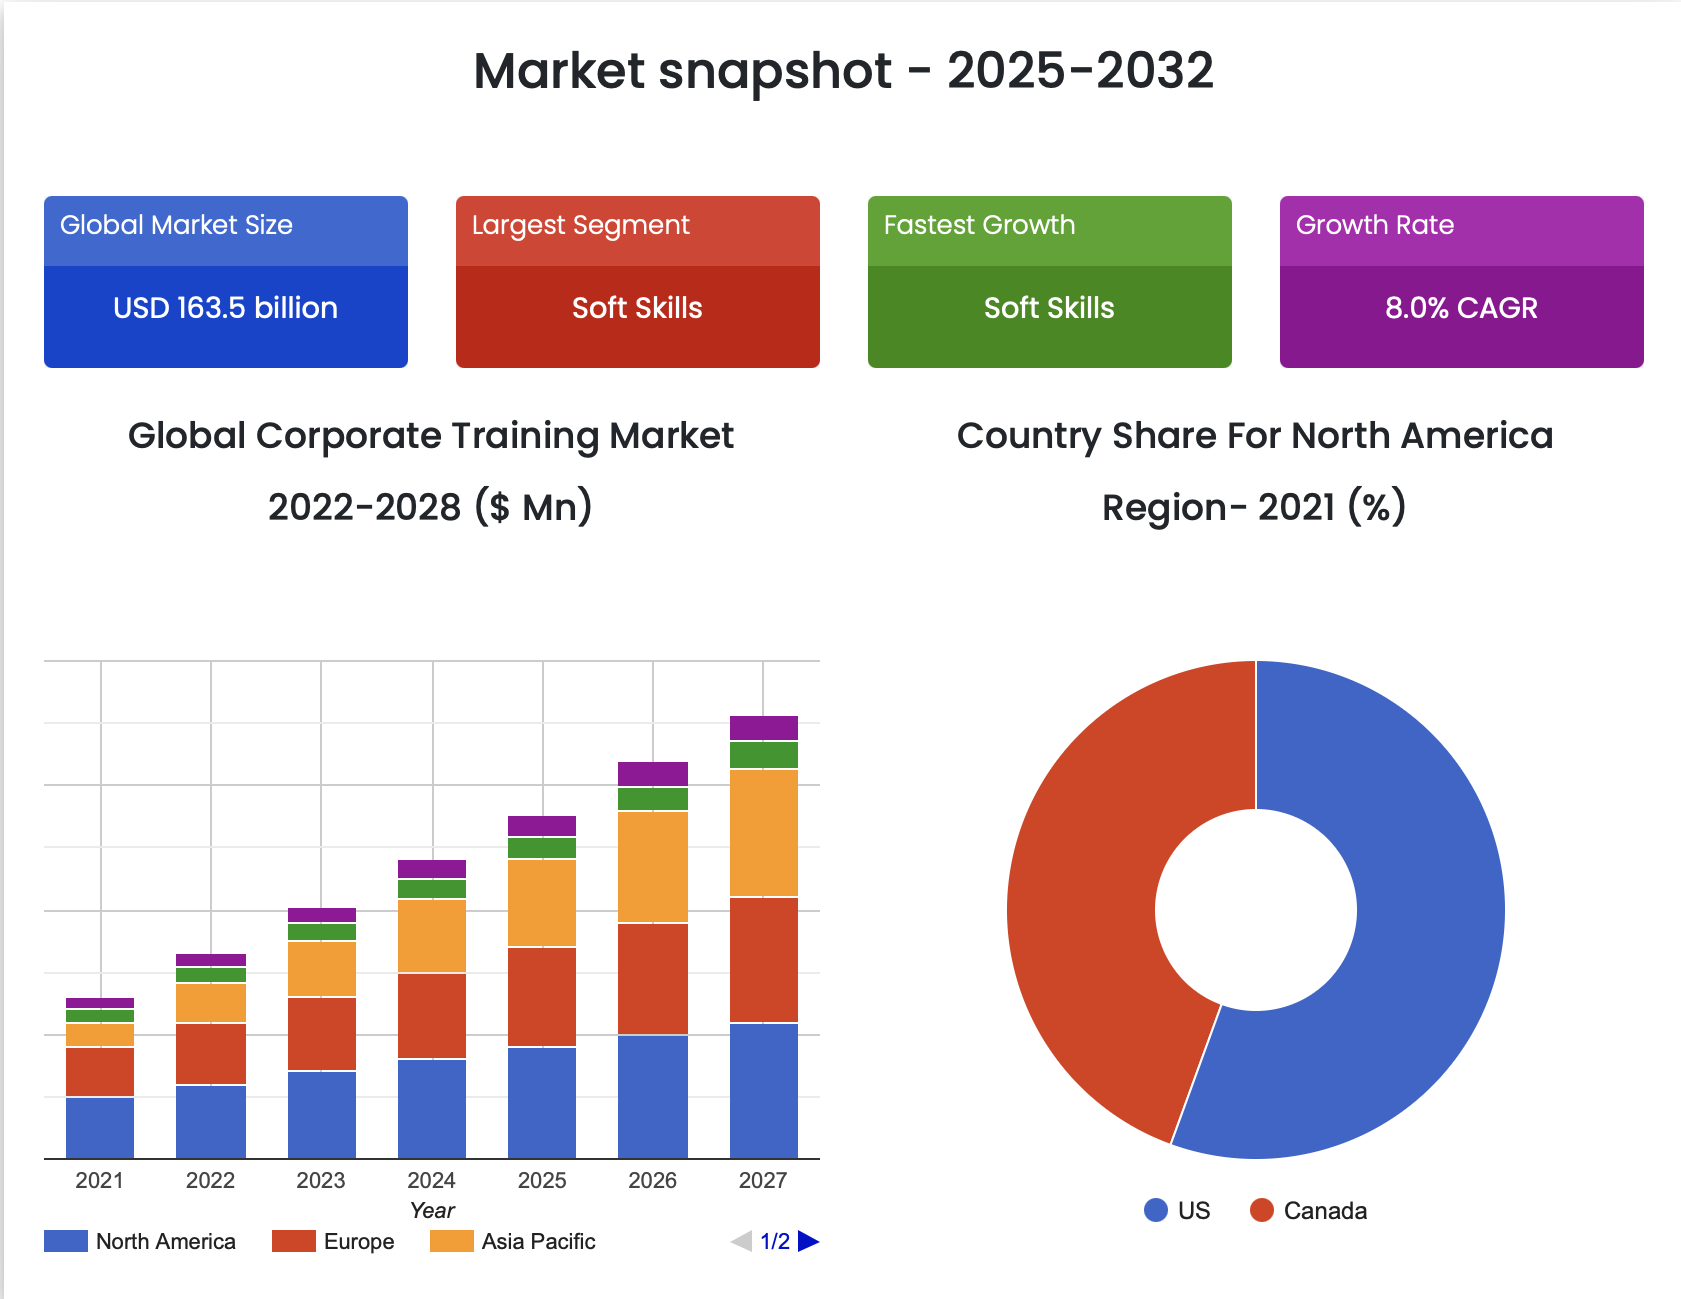 Market snapshot - 2025-2032
Global Market Size
USD 163.5 billion
Largest Segment
Soft Skills
Fastest Growth
Soft Skills
Growth Rate
8.0% CAGR
Global Corporate Training Market
2022-2028 ($ Mn)
2021 2022 2023 2024 2025 2026 2027
Year
North America Europe Asia Pacific 1/2
Country Share For North America
Region- 2021 (%)
US Canada